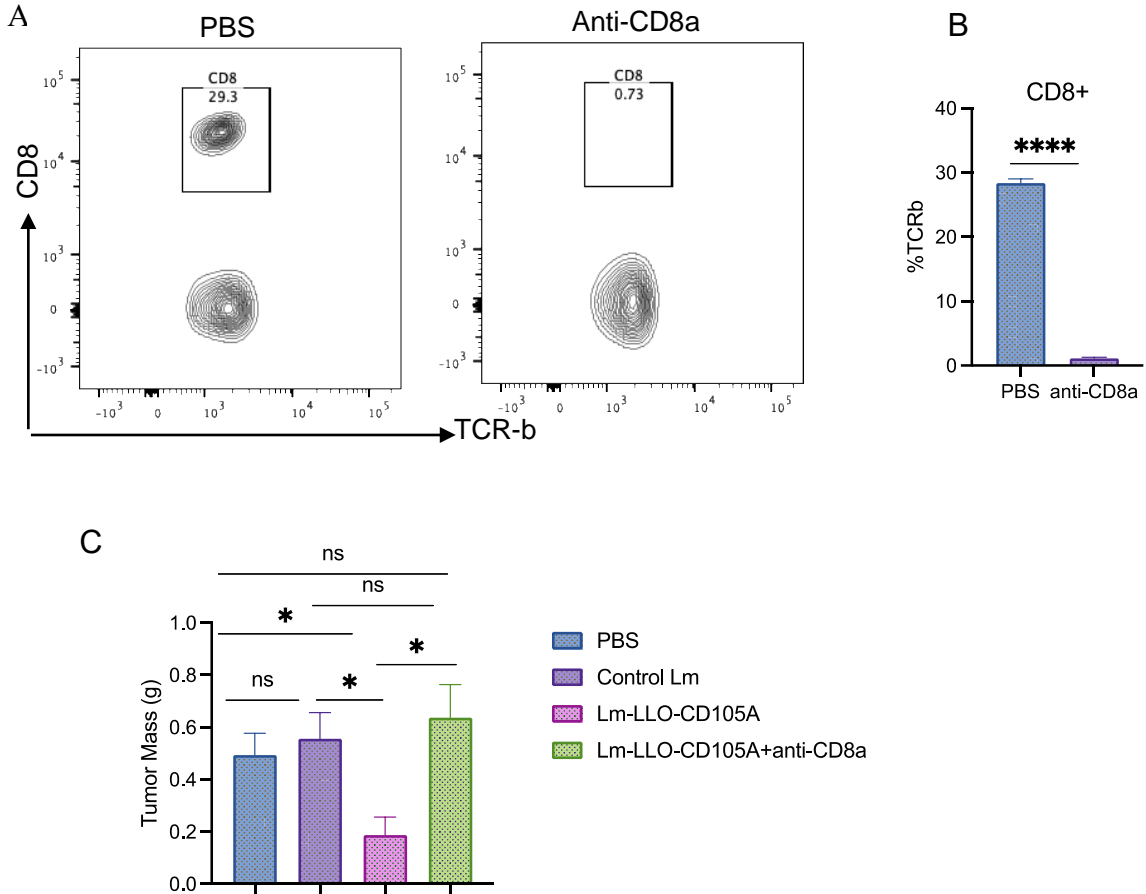 A
PBS
Anti-CD8a
B
CD8
29.3
CD8
0.73
10^5
10^4
10^3
0
-10^3
-10^3 0 10^3 10^4 10^5
10^5
10^4
10^3
0
-10^3
-10^3 0 10^3 10^4 10^5
CD8
TCR-b
CD8+
****
40
30
20
10
0
%TCRb
PBS anti-CD8a
C
ns
ns
*
*
ns
*
1.0
0.8
0.6
0.4
0.2
0.0
Tumor Mass (g)
PBS
Control Lm
Lm-LLO-CD105A
Lm-LLO-CD105A+anti-CD8a